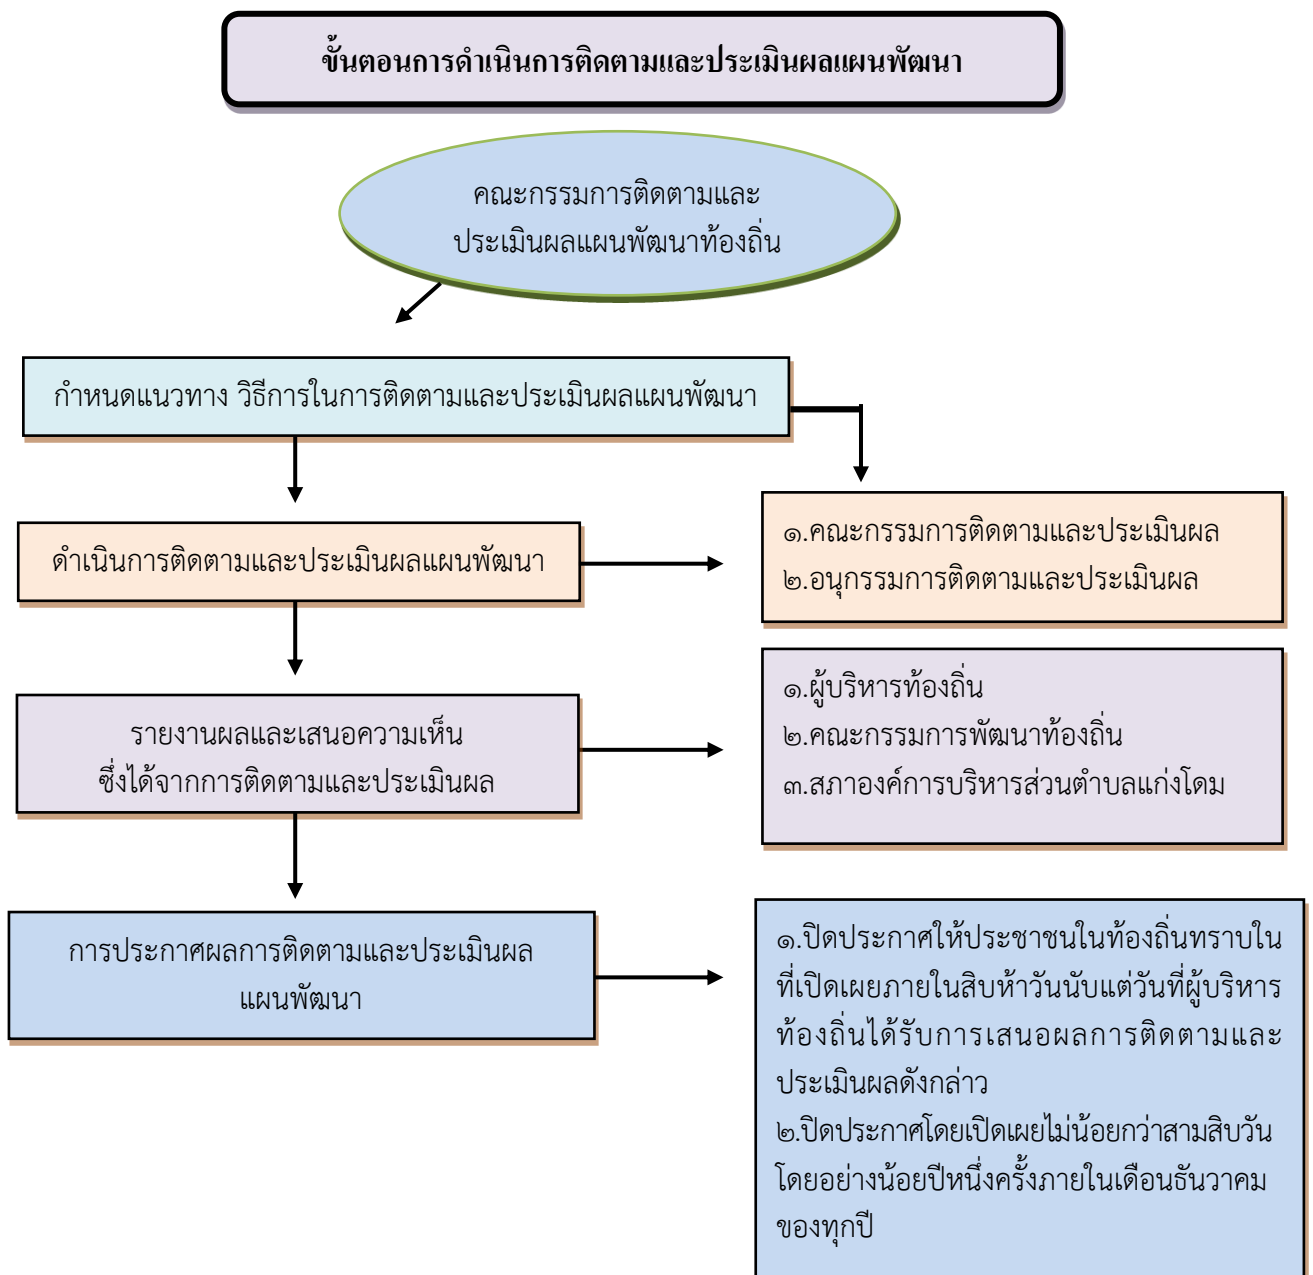 ขั้นตอนการดำเนินการติดตามและประเมินผลแผนพัฒนา
คณะกรรมการติดตามและ
ประเมินผลแผนพัฒนาท้องถิ่น
กำหนดแนวทาง วิธีการในการติดตามและประเมินผลแผนพัฒนา
ดำเนินการติดตามและประเมินผลแผนพัฒนา
๑.คณะกรรมการติดตามและประเมินผล
๒.อนุกรรมการติดตามและประเมินผล
รายงานผลและเสนอความเห็น
ซึ่งได้จากการติดตามและประเมินผล
๑.ผู้บริหารท้องถิ่น
๒.คณะกรรมการพัฒนาท้องถิ่น
๓.สภาองค์การบริหารส่วนตำบลแก่งโดม
การประกาศผลการติดตามและประเมินผล
แผนพัฒนา
๑.ปิดประกาศให้ประชาชนในท้องถิ่นทราบใน
ที่เปิดเผยภายในสิบห้าวันนับแต่วันที่ผู้บริหาร
ท้องถิ่นได้รับการเสนอผลการติดตามและ
ประเมินผลดังกล่าว
๒.ปิดประกาศโดยเปิดเผยไม่น้อยกว่าสามสิบวัน
โดยอย่างน้อยปีหนึ่งครั้งภายในเดือนธันวาคม
ของทุกปี